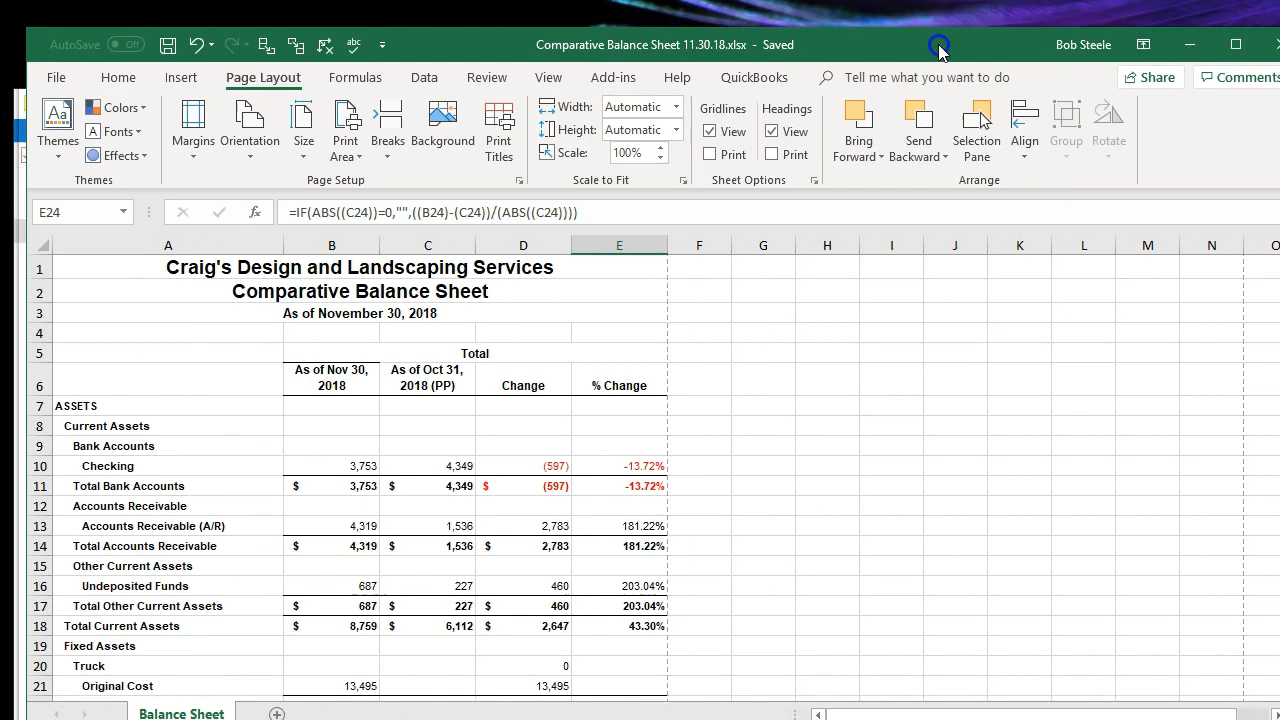 AutoSave Off Comparative Balance Sheet 11.30.18.xlsx - Saved Bob Steele
File Home Insert Page Layout Formulas Data Review View Add-ins Help QuickBooks Tell me what you want to do Share Comments
Themes Colors Fonts Effects Margins Orientation Size Print Area Breaks Background Print Titles Width: Automatic Height: Automatic Scale: 100% Gridlines View Print Headings View Print Bring Forward Send Backward Selection Pane Align Group Rotate
Themes Page Setup Scale to Fit Sheet Options Arrange
E24 fx =IF(ABS((C24))=0,"",((B24)-(C24))/(ABS((C24))))
A B C D E F G H I J K L M N O
1 Craig's Design and Landscaping Services
2 Comparative Balance Sheet
3 As of November 30, 2018
4
5 Total
6 As of Nov 30, 2018 As of Oct 31, 2018 (PP) Change % Change
7 ASSETS
8 Current Assets
9 Bank Accounts
10 Checking 3,753 4,349 (597) -13.72%
11 Total Bank Accounts $ 3,753 $ 4,349 $ (597) -13.72%
12 Accounts Receivable
13 Accounts Receivable (A/R) 4,319 1,536 2,783 181.22%
14 Total Accounts Receivable $ 4,319 $ 1,536 $ 2,783 181.22%
15 Other Current Assets
16 Undeposited Funds 687 227 460 203.04%
17 Total Other Current Assets $ 687 $ 227 $ 460 203.04%
18 Total Current Assets $ 8,759 $ 6,112 $ 2,647 43.30%
19 Fixed Assets
20 Truck 0
21 Original Cost 13,495 13,495
Balance Sheet